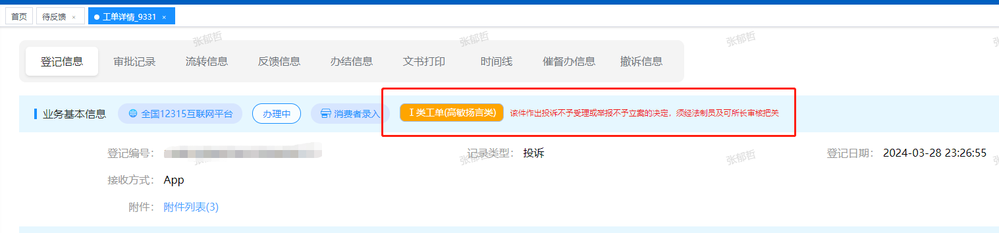 首页 待反馈 × 工单详情_9331 ×
张郁哲 张郁哲 张郁哲
登记信息 审批记录 流转信息 反馈信息 办结信息 文书打印 时间线 催督办信息 撤诉信息
业务基本信息 全国12315互联网平台 办理中 消费者录入 I 类工单(高敏扬言类) 该件作出投诉不予受理或举报不予立案的决定，须经法制员及可所长审核把关
登记编号： 记录类型： 投诉 登记日期： 2024-03-28 23:26:55
张郁哲 张郁哲 张郁哲
接收方式： App
附件： 附件列表(3)